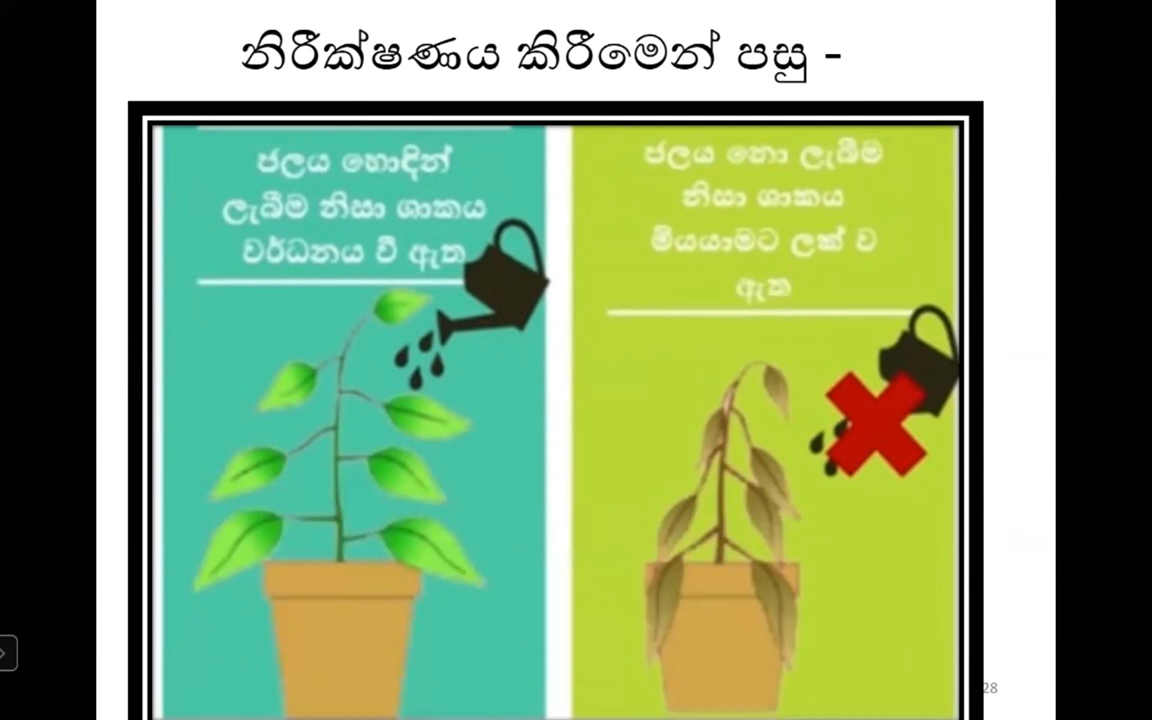 නිරීක්ෂණය කිරීමෙන් පසු -
ජලය හොඳින්
ලැබීම නිසා ශාකය
වර්ධනය වී ඇත
ජලය නො ලැබීම
නිසා ශාකය
මියයාමට ලක් ව
ඇත
28